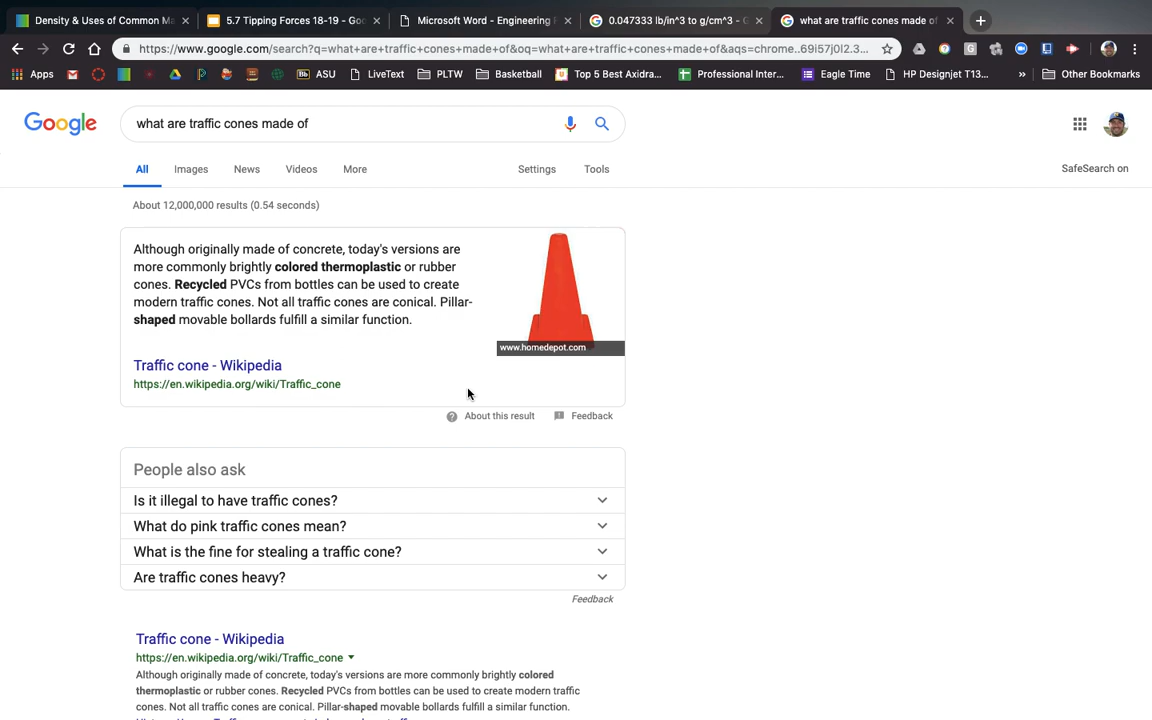 Density & Uses of Common Ma
5.7 Tipping Forces 18-19 - Goo
Microsoft Word - Engineering
0.047333 lb/in^3 to g/cm^3 - G
what are traffic cones made of
https://www.google.com/search?q=what+are+traffic+cones+made+of&oq=what+are+traffic+cones+made+of&aqs=chrome..69i57j0l2.3...
Apps
Bb ASU
LiveText
PLTW
Basketball
Top 5 Best Axidra...
Professional Inter...
Eagle Time
HP Designjet T13...
»
Other Bookmarks
Google
what are traffic cones made of
All Images News Videos More Settings Tools
SafeSearch on
About 12,000,000 results (0.54 seconds)
Although originally made of concrete, today's versions are
more commonly brightly colored thermoplastic or rubber
cones. Recycled PVCs from bottles can be used to create
modern traffic cones. Not all traffic cones are conical. Pillar-
shaped movable bollards fulfill a similar function.
www.homedepot.com
Traffic cone - Wikipedia
https://en.wikipedia.org/wiki/Traffic_cone
About this result Feedback
People also ask
Is it illegal to have traffic cones?
What do pink traffic cones mean?
What is the fine for stealing a traffic cone?
Are traffic cones heavy?
Feedback
Traffic cone - Wikipedia
https://en.wikipedia.org/wiki/Traffic_cone
Although originally made of concrete, today's versions are more commonly brightly colored
thermoplastic or rubber cones. Recycled PVCs from bottles can be used to create modern traffic
cones. Not all traffic cones are conical. Pillar-shaped movable bollards fulfill a similar function.